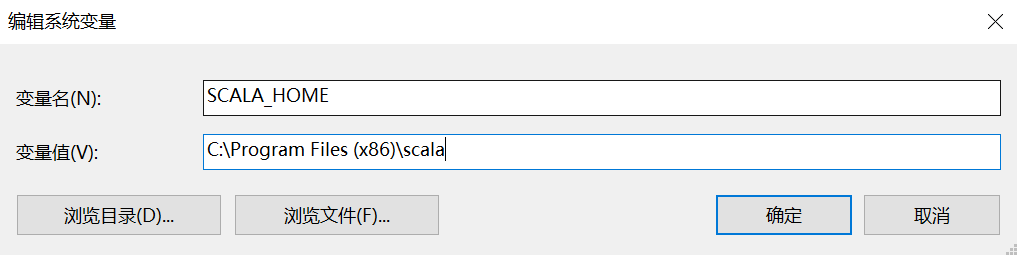 编辑系统变量
变量名(N): SCALA_HOME
变量值(V): C:\Program Files (x86)\scala
浏览目录(D)... 浏览文件(F)... 确定 取消